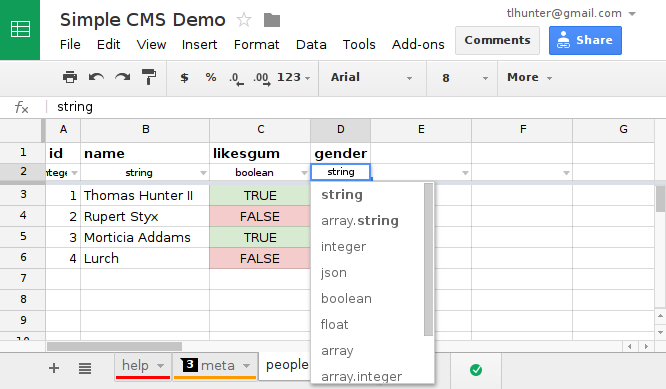 Simple CMS Demo
tlhunter@gmail.com
File Edit View Insert Format Data Tools Add-ons
Comments
Share
$ % .0 .00 123 Arial 8 More
fx string
A B C D E F G
1 id name likesgum gender
2 string boolean string
3 1 Thomas Hunter II TRUE
4 2 Rupert Styx FALSE
5 3 Morticia Addams TRUE
6 4 Lurch FALSE
7
8
9
10
string
array.string
integer
json
boolean
float
array
array.integer
help 3 meta people